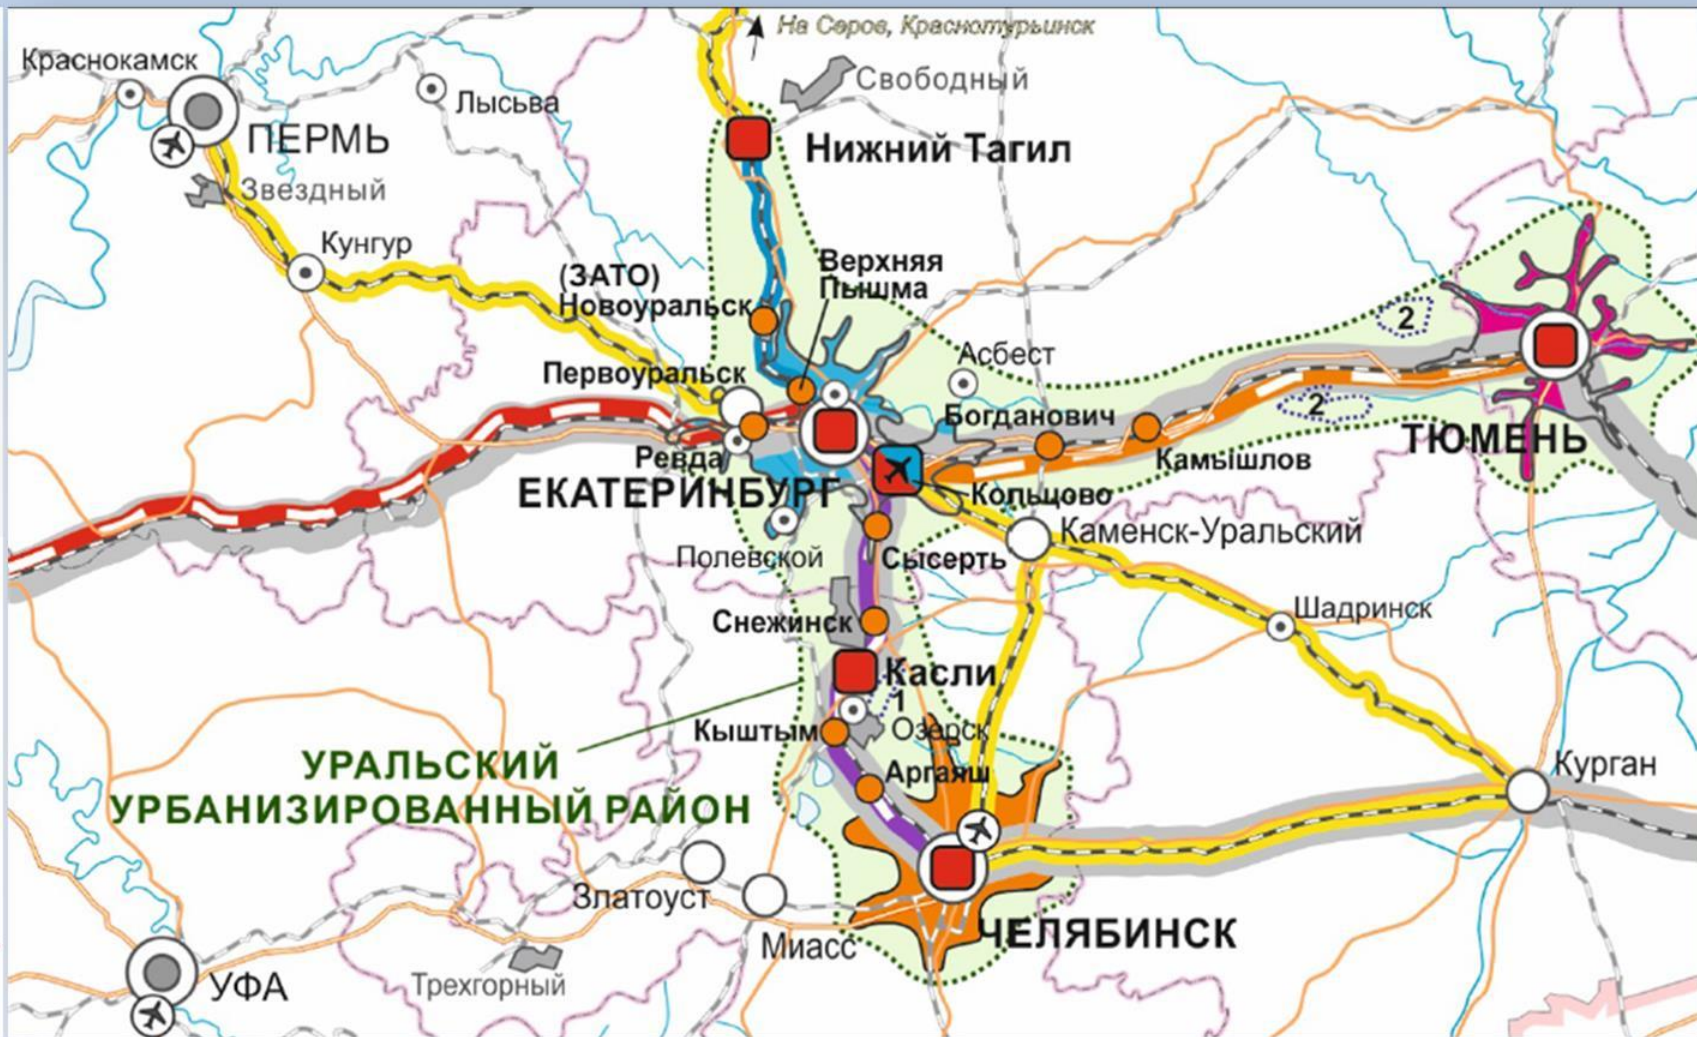 На Серов, Краснотурьинск
Краснокамск
Свободный
Лысьва
ПЕРМЬ
Нижний Тагил
Звездный
Кунгур
(ЗАТО)
Новоуральск
Верхняя
Пышма
2
Асбест
Первоуральск
2
Богданович
ТЮМЕНЬ
Ревда
Камышлов
ЕКАТЕРИНБУРГ
Кольцово
Каменск-Уральский
Полевской
Сысерть
Снежинск
Шадринск
Касли
1
Кыштым
Озерск
УРАЛЬСКИЙ
УРБАНИЗИРОВАННЫЙ РАЙОН
Аргаяш
Курган
Златоуст
Миасс
ЧЕЛЯБИНСК
УФА
Трехгорный